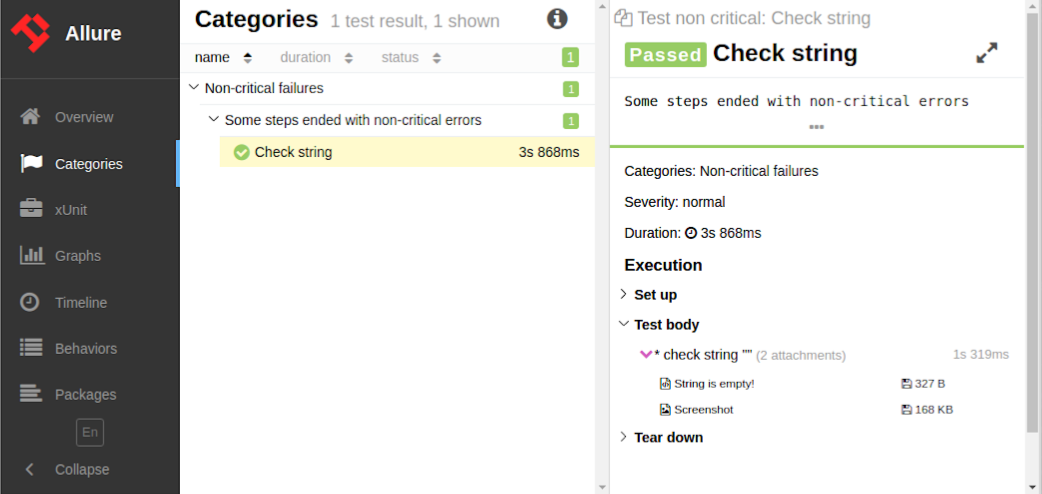 Allure
Overview
Categories
xUnit
Graphs
Timeline
Behaviors
Packages
En
Collapse
Categories 1 test result, 1 shown
name duration status 1
Non-critical failures 1
Some steps ended with non-critical errors 1
Check string 3s 868ms
Test non critical: Check string
Passed Check string
Some steps ended with non-critical errors
Categories: Non-critical failures
Severity: normal
Duration: 3s 868ms
Execution
Set up
Test body
* check string "" (2 attachments) 1s 319ms
String is empty! 327 B
Screenshot 168 KB
Tear down